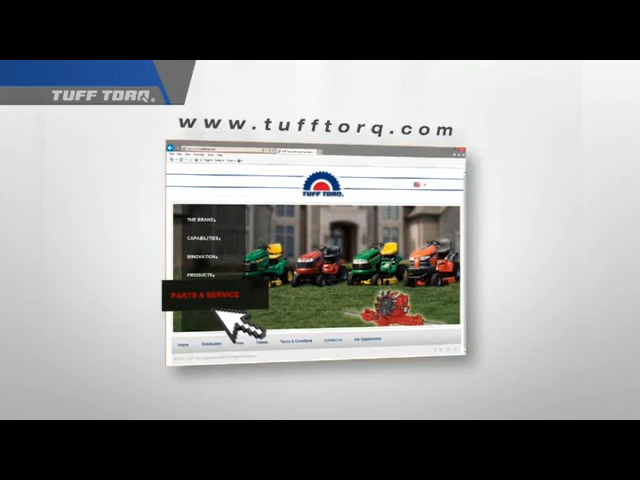 TUFF TORQ®
www.tufftorq.com
TUFF TORQ
THE BRAND
CAPABILITIES
INNOVATION
PRODUCTS
PARTS & SERVICE
Home Videos Terms & Conditions Contact Us Job Opportunities